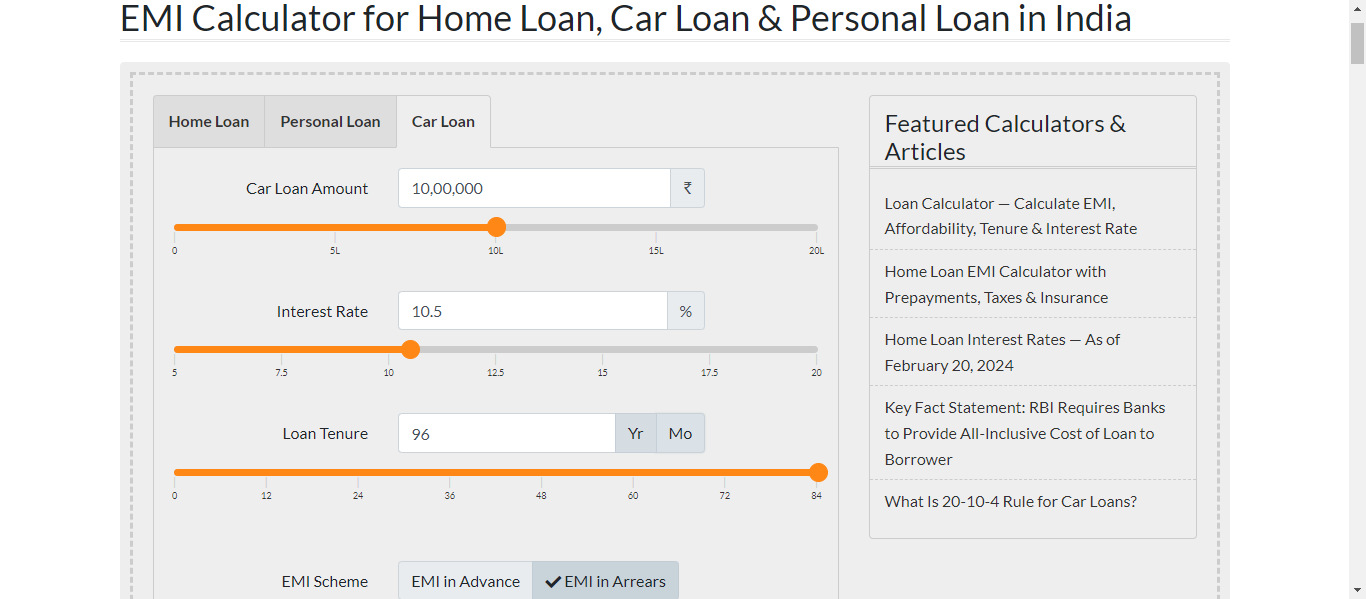 EMI Calculator for Home Loan, Car Loan & Personal Loan in India
Home Loan
Personal Loan
Car Loan
Car Loan Amount
10,00,000
₹
0
5L
10L
15L
20L
Interest Rate
10.5
%
5
7.5
10
12.5
15
17.5
20
Loan Tenure
96
Yr
Mo
0
12
24
36
48
60
72
84
EMI Scheme
EMI in Advance
EMI in Arrears
Featured Calculators &
Articles
Loan Calculator — Calculate EMI,
Affordability, Tenure & Interest Rate
Home Loan EMI Calculator with
Prepayments, Taxes & Insurance
Home Loan Interest Rates — As of
February 20, 2024
Key Fact Statement: RBI Requires Banks
to Provide All-Inclusive Cost of Loan to
Borrower
What Is 20-10-4 Rule for Car Loans?